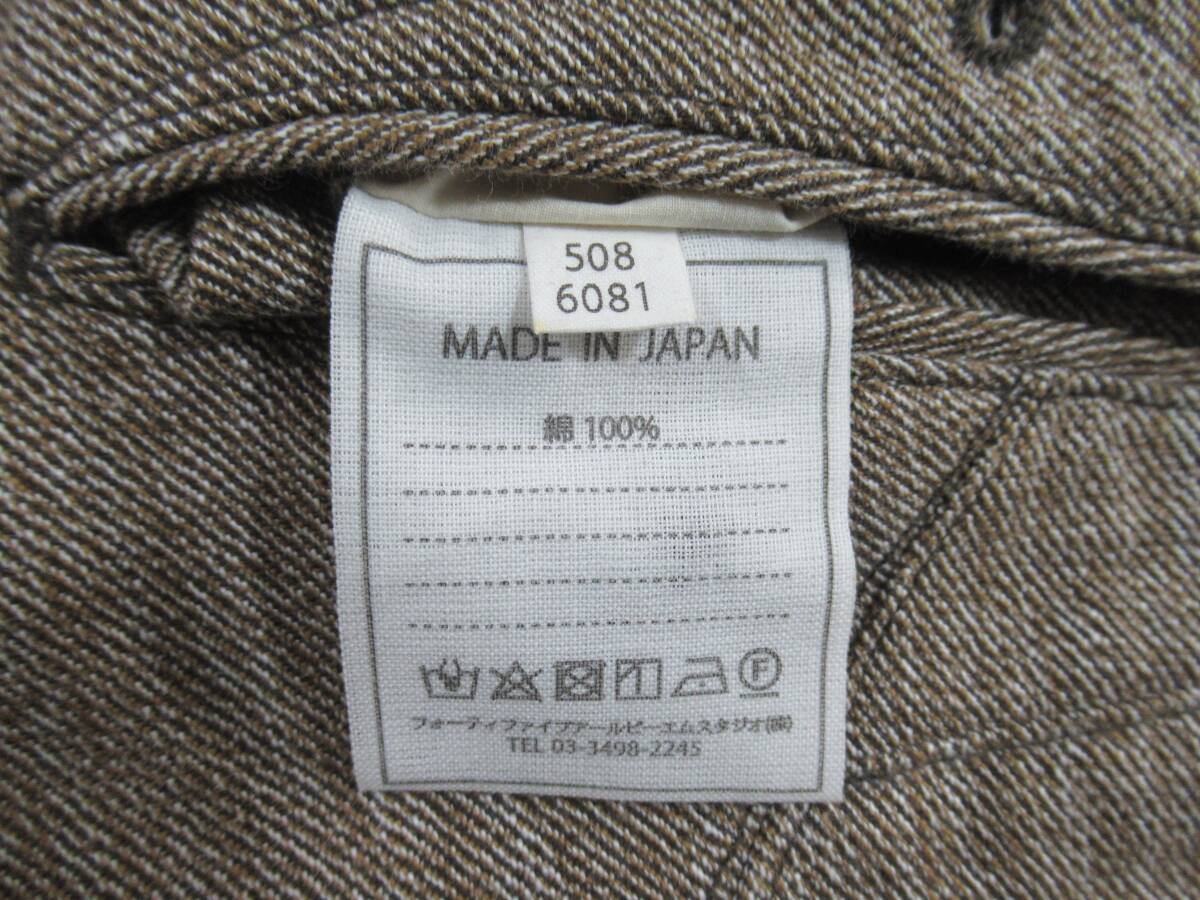 508
6081
MADE IN JAPAN
綿 100%
F
フォーティファイブアールピーエムスタジオ(株)
TEL 03-3498-2245